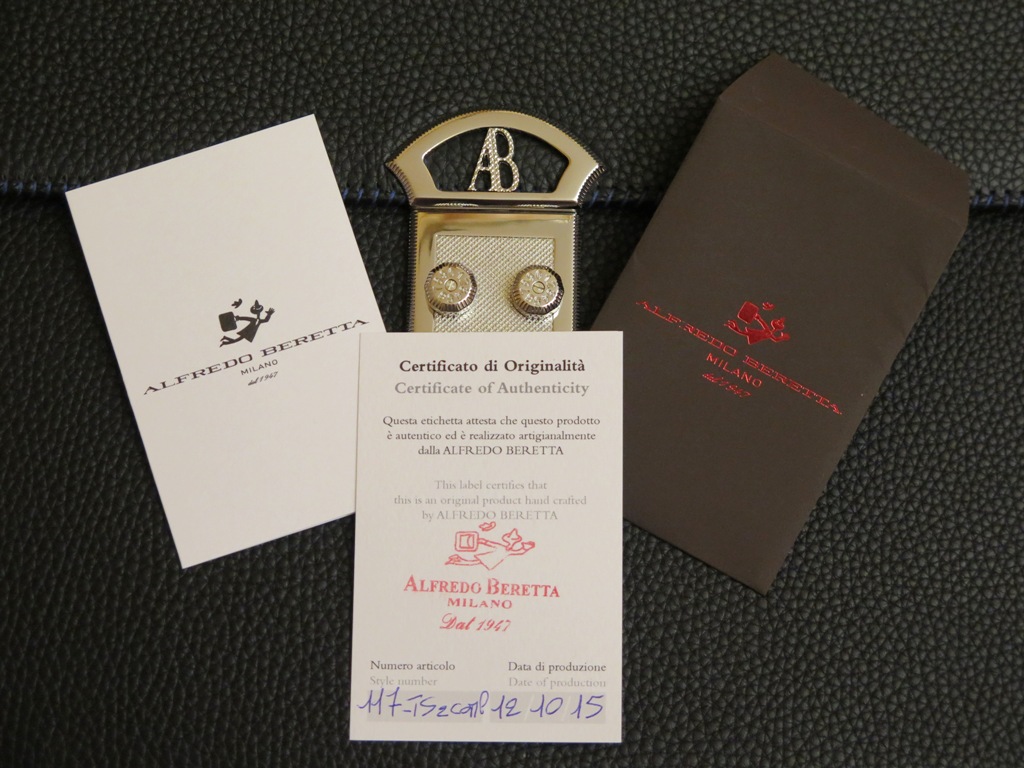 AB
ALFREDO BERETTA
MILANO
dal 1947
ALFREDO BERETTA
MILANO
dal 1947
Certificato di Originalità
Certificate of Authenticity
Questa etichetta attesta che questo prodotto
è autentico ed è realizzato artigianalmente
dalla ALFREDO BERETTA
This label certifies that
this is an original product hand crafted
by ALFREDO BERETTA
ALFREDO BERETTA
MILANO
Dal 1947
Numero articolo Data di produzione
Style number Date of production
12 10 15